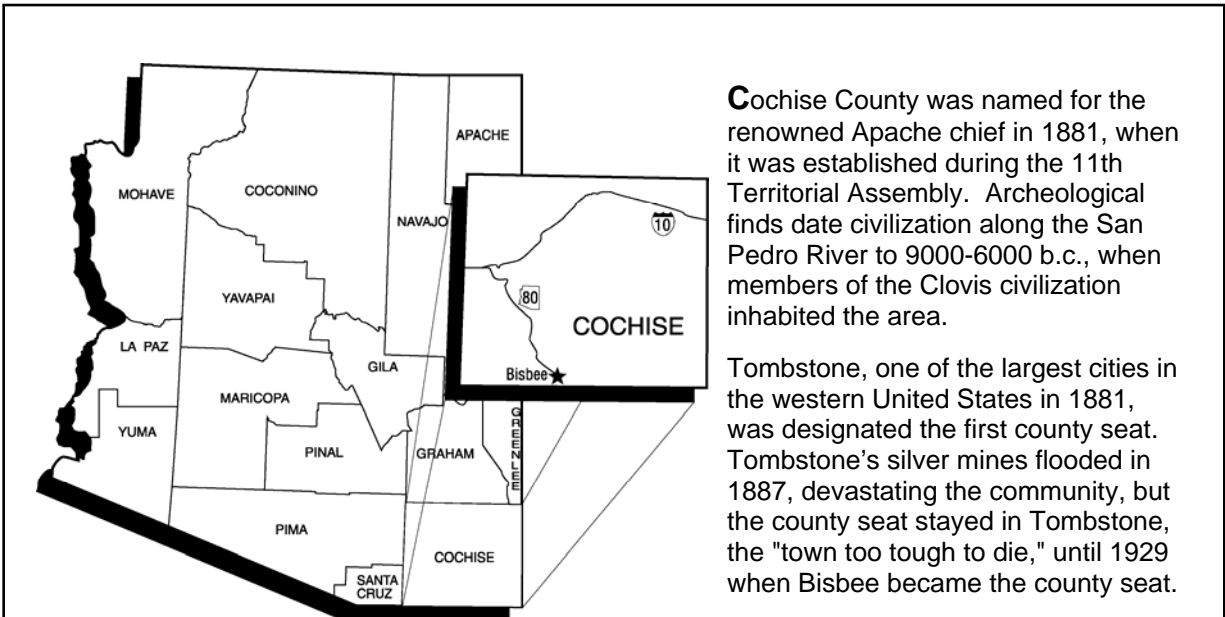 APACHE
MOHAVE
COCONINO
NAVAJO
10
YAVAPAI
80
COCHISE
LA PAZ
GILA
Bisbee
MARICOPA
YUMA
PINAL
GRAHAM
GREENLEE
PIMA
COCHISE
SANTA
CRUZ
Cochise County was named for the
renowned Apache chief in 1881, when
it was established during the 11th
Territorial Assembly.  Archeological
finds date civilization along the San
Pedro River to 9000-6000 b.c., when
members of the Clovis civilization
inhabited the area.
Tombstone, one of the largest cities in
the western United States in 1881,
was designated the first county seat.
Tombstone's silver mines flooded in
1887, devastating the community, but
the county seat stayed in Tombstone,
the "town too tough to die," until 1929
when Bisbee became the county seat.